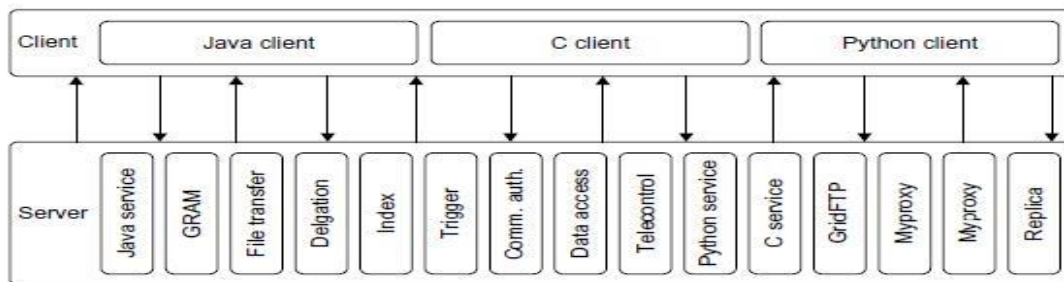 Client
Java client
C client
Python client
Server
Java service
GRAM
File transfer
Delgation
Index
Trigger
Comm. auth.
Data access
Telecontrol
Python service
C service
GridFTP
Myproxy
Myproxy
Replica